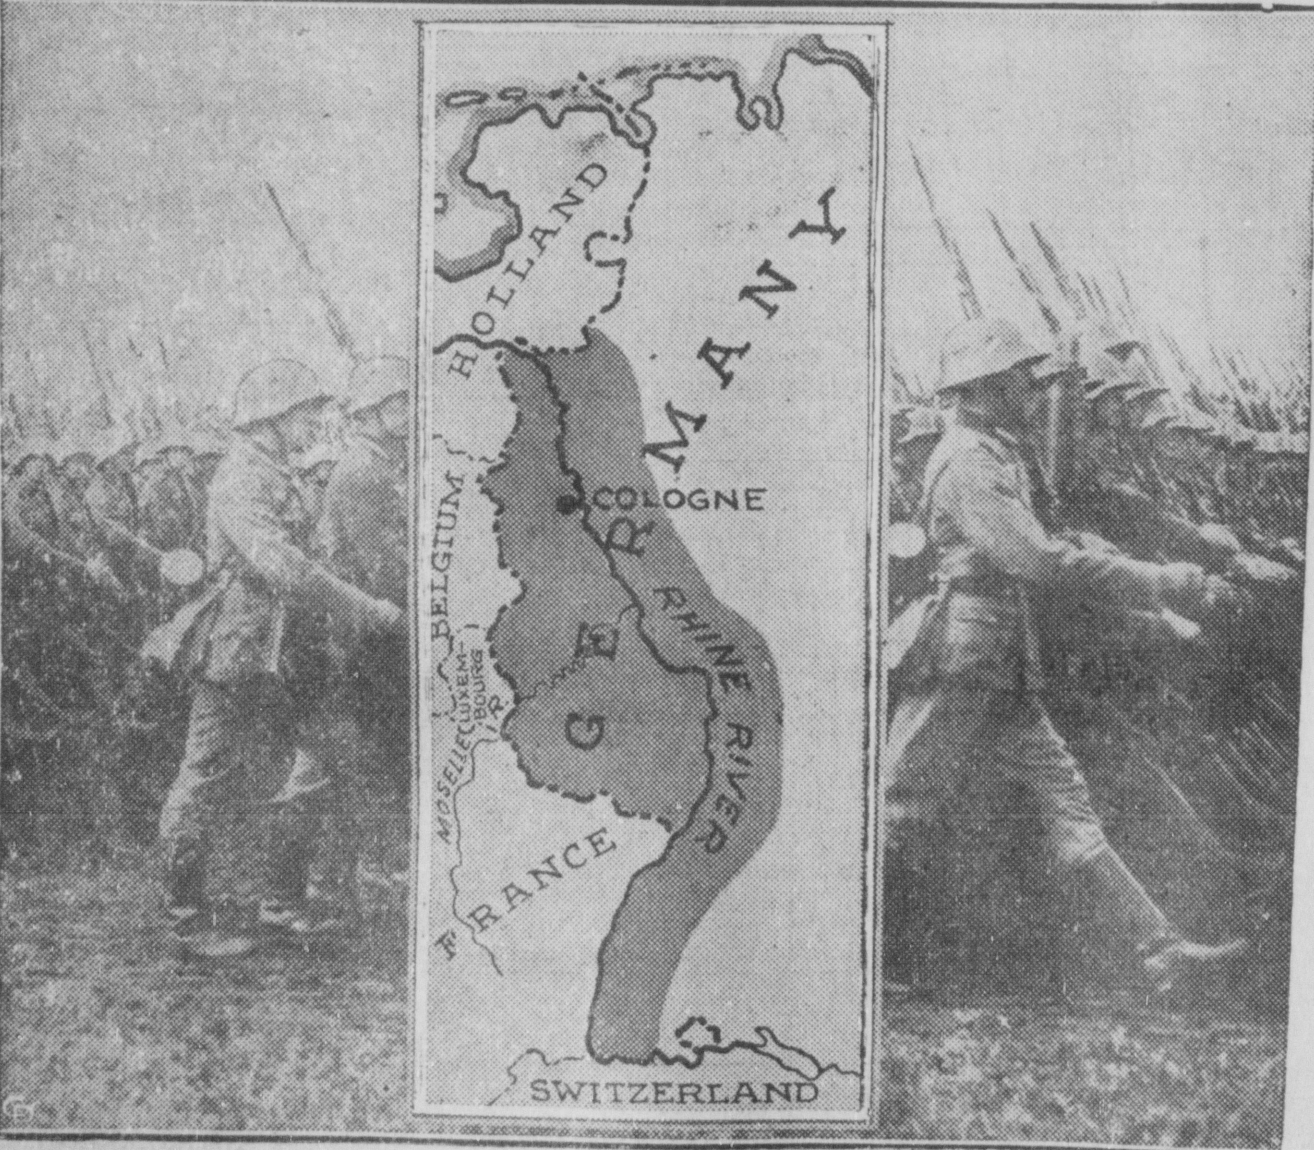 HOLLAND
GERMANY
COLOGNE
BELGIUM
RHINE RIVER
LUXEM-
BOURG
MOSELLE R.
FRANCE
SWITZERLAND